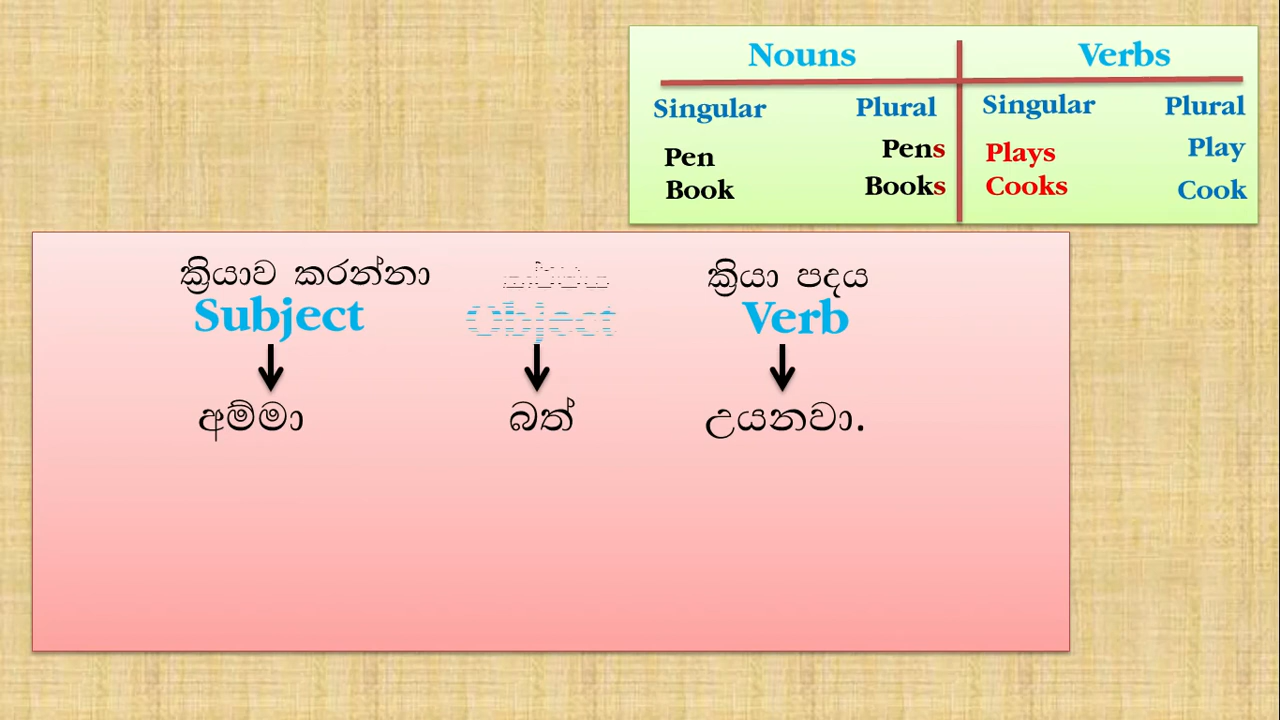 Nouns Verbs
Singular Plural Singular Plural
Pen Pens Plays Play
Book Books Cooks Cook
ක්‍රියාව කරන්නා ක්‍රියා පදය
Subject Object Verb
අම්මා බත් උයනවා.